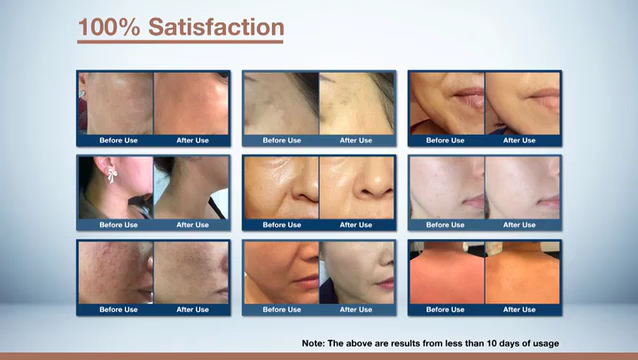 100% Satisfaction
Before Use After Use Before Use After Use Before Use After Use
Before Use After Use Before Use After Use Before Use After Use
Before Use After Use Before Use After Use Before Use After Use
Note: The above are results from less than 10 days of usage